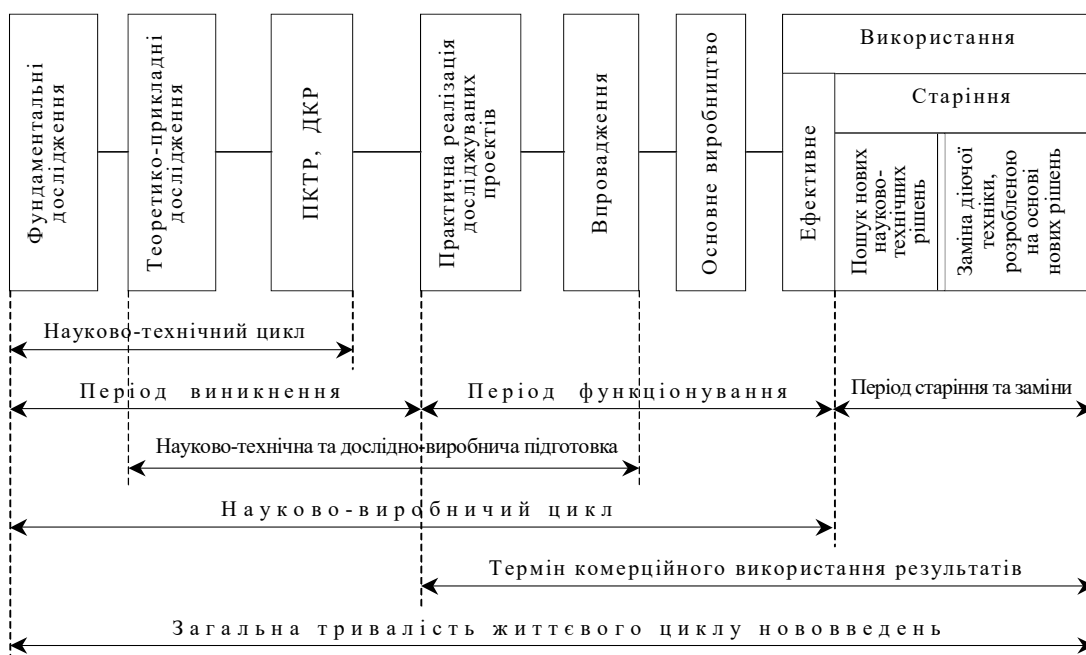 Фундаментальні
дослідження
Теоретико-прикладні
дослідження
ПКТР, ДКР
Практична реалізація
досліджуваних
проектів
Впровадження
Основне виробництво
Використання
Ефективне
Старіння
Пошук нових
науково-
технічних
рішень
Заміна діючої
техніки,
розробленою
на основі
нових рішень
Науково-технічний цикл
Період виникнення
Період функціонування
Період старіння та заміни
Науково-технічна та дослідно-виробнича підготовка
Науково-виробничий цикл
Термін комерційного використання результатів
Загальна тривалість життєвого циклу нововведень